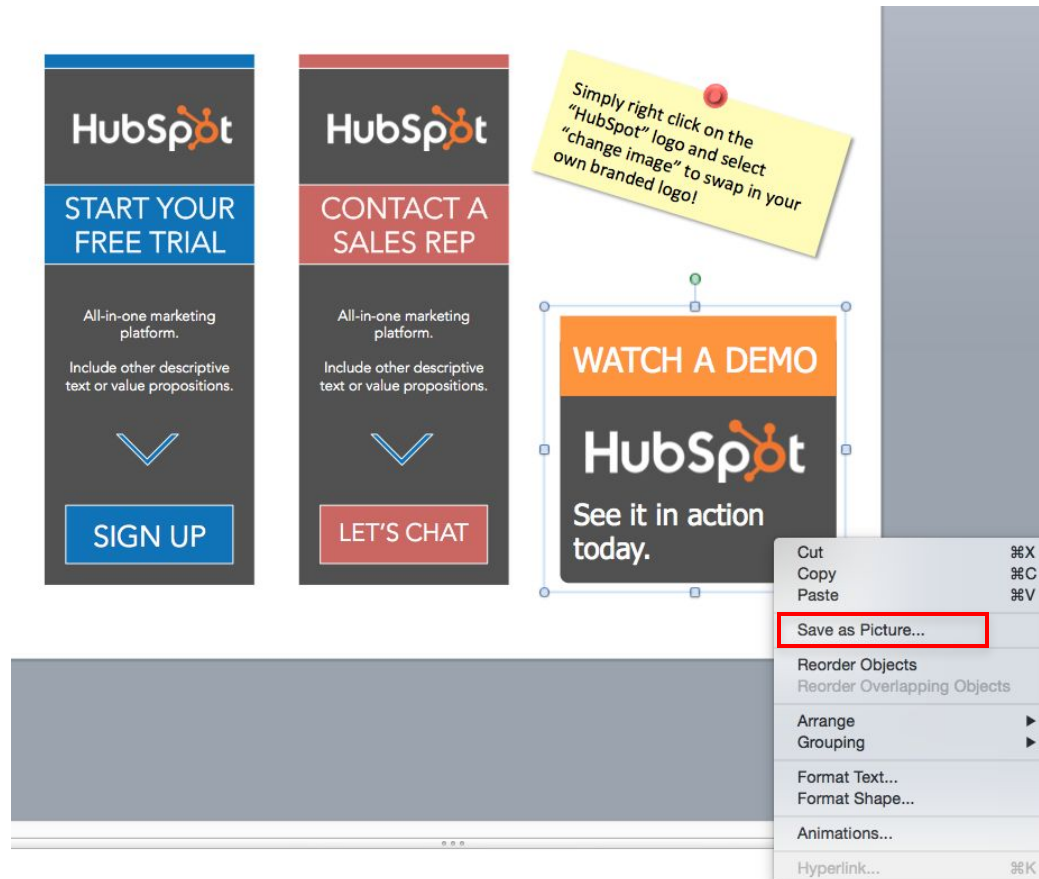 HubSpot
START YOUR
FREE TRIAL
All-in-one marketing
platform.
Include other descriptive
text or value propositions.
SIGN UP
HubSpot
CONTACT A
SALES REP
All-in-one marketing
platform.
Include other descriptive
text or value propositions.
LET'S CHAT
Simply right click on the
“HubSpot” logo and select
“change image” to swap in your
own branded logo!
WATCH A DEMO
HubSpot
See it in action
today.
Cut ⌘X
Copy ⌘C
Paste ⌘V
Save as Picture...
Reorder Objects
Reorder Overlapping Objects
Arrange
Grouping
Format Text...
Format Shape...
Animations...
Hyperlink... ⌘K